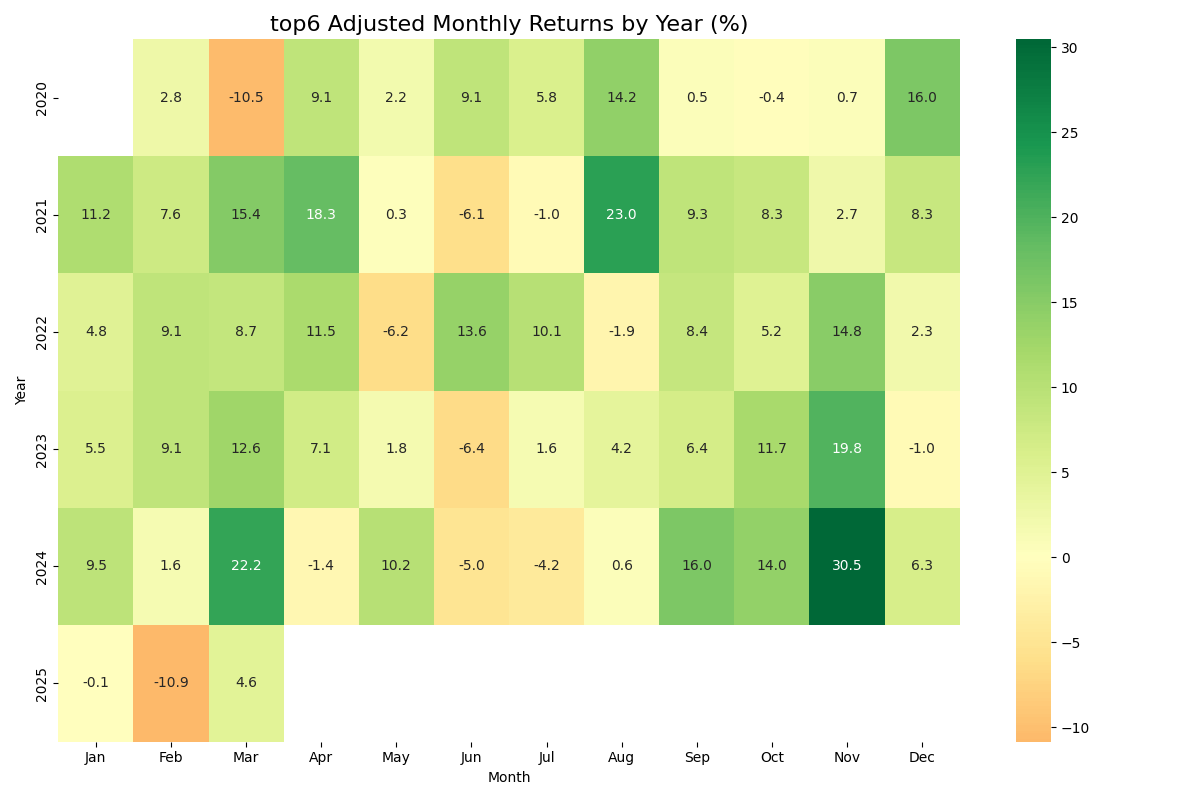 top6 Adjusted Monthly Returns by Year (%)
2020 2.8 -10.5 9.1 2.2 9.1 5.8 14.2 0.5 -0.4 0.7 16.0
2021 11.2 7.6 15.4 18.3 0.3 -6.1 -1.0 23.0 9.3 8.3 2.7 8.3
2022 4.8 9.1 8.7 11.5 -6.2 13.6 10.1 -1.9 8.4 5.2 14.8 2.3
2023 5.5 9.1 12.6 7.1 1.8 -6.4 1.6 4.2 6.4 11.7 19.8 -1.0
2024 9.5 1.6 22.2 -1.4 10.2 -5.0 -4.2 0.6 16.0 14.0 30.5 6.3
2025 -0.1 -10.9 4.6
Year
Jan Feb Mar Apr May Jun Jul Aug Sep Oct Nov Dec
Month
30
25
20
15
10
5
0
−5
−10